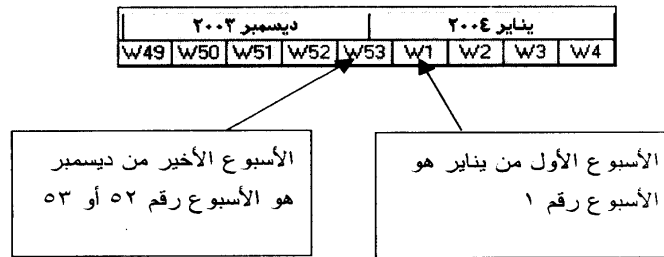 ديسمبر ٢٠٠٣ يناير ٢٠٠٤
W49 W50 W51 W52 W53 W1 W2 W3 W4
الأسبوع الأخير من ديسمبر
هو الأسبوع رقم ٥٢ أو ٥٣
الأسبوع الأول من يناير هو
الأسبوع رقم ١